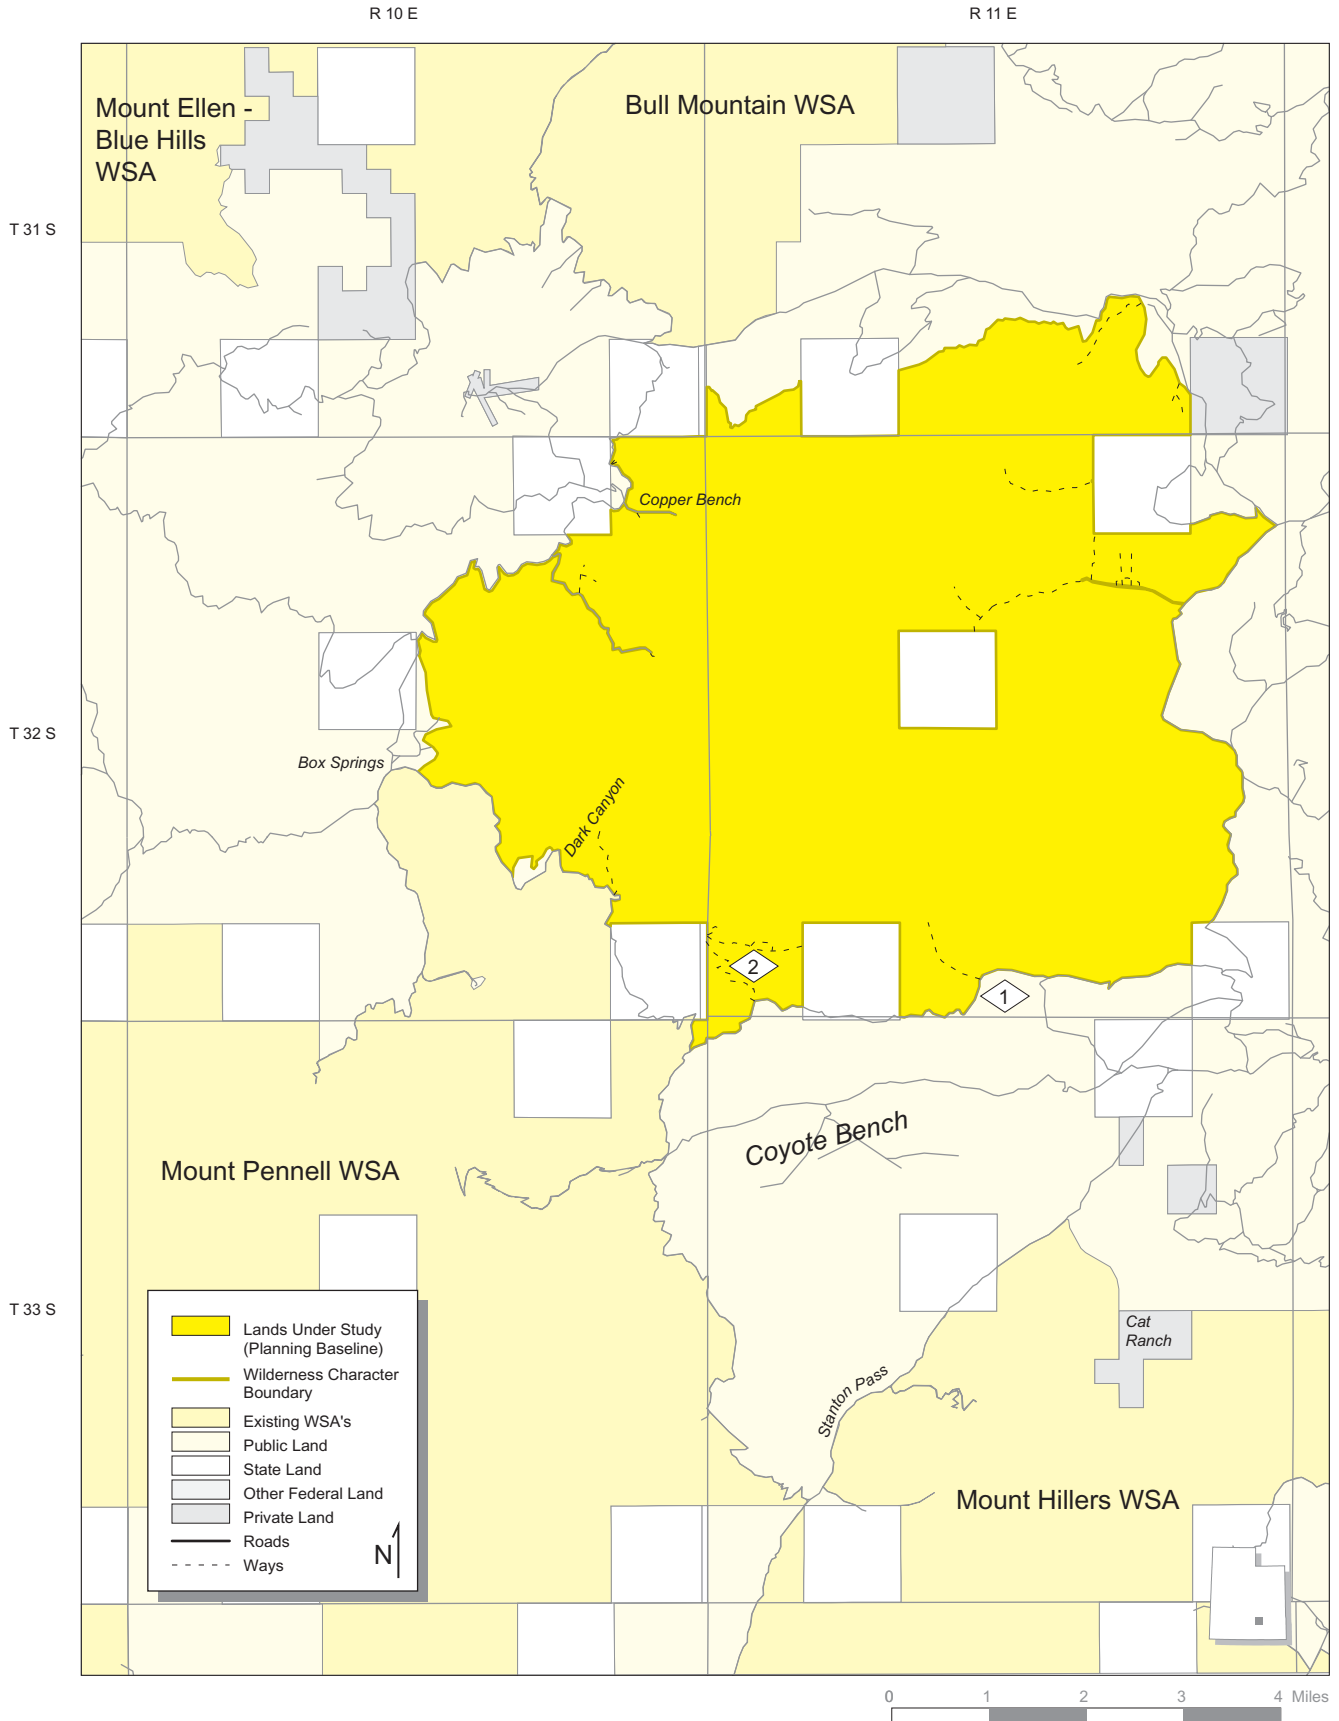 R 10 E
R 11 E
Mount Ellen -
Blue Hills
WSA
Bull Mountain WSA
T 31 S
Copper Bench
T 32 S
Box Springs
Dark Canyon
2
1
Coyote Bench
Mount Pennell WSA
T 33 S
Cat
Ranch
Stanton Pass
Mount Hillers WSA
Lands Under Study
(Planning Baseline)
Wilderness Character
Boundary
Existing WSA's
Public Land
State Land
Other Federal Land
Private Land
Roads
Ways
N
0 1 2 3 4 Miles